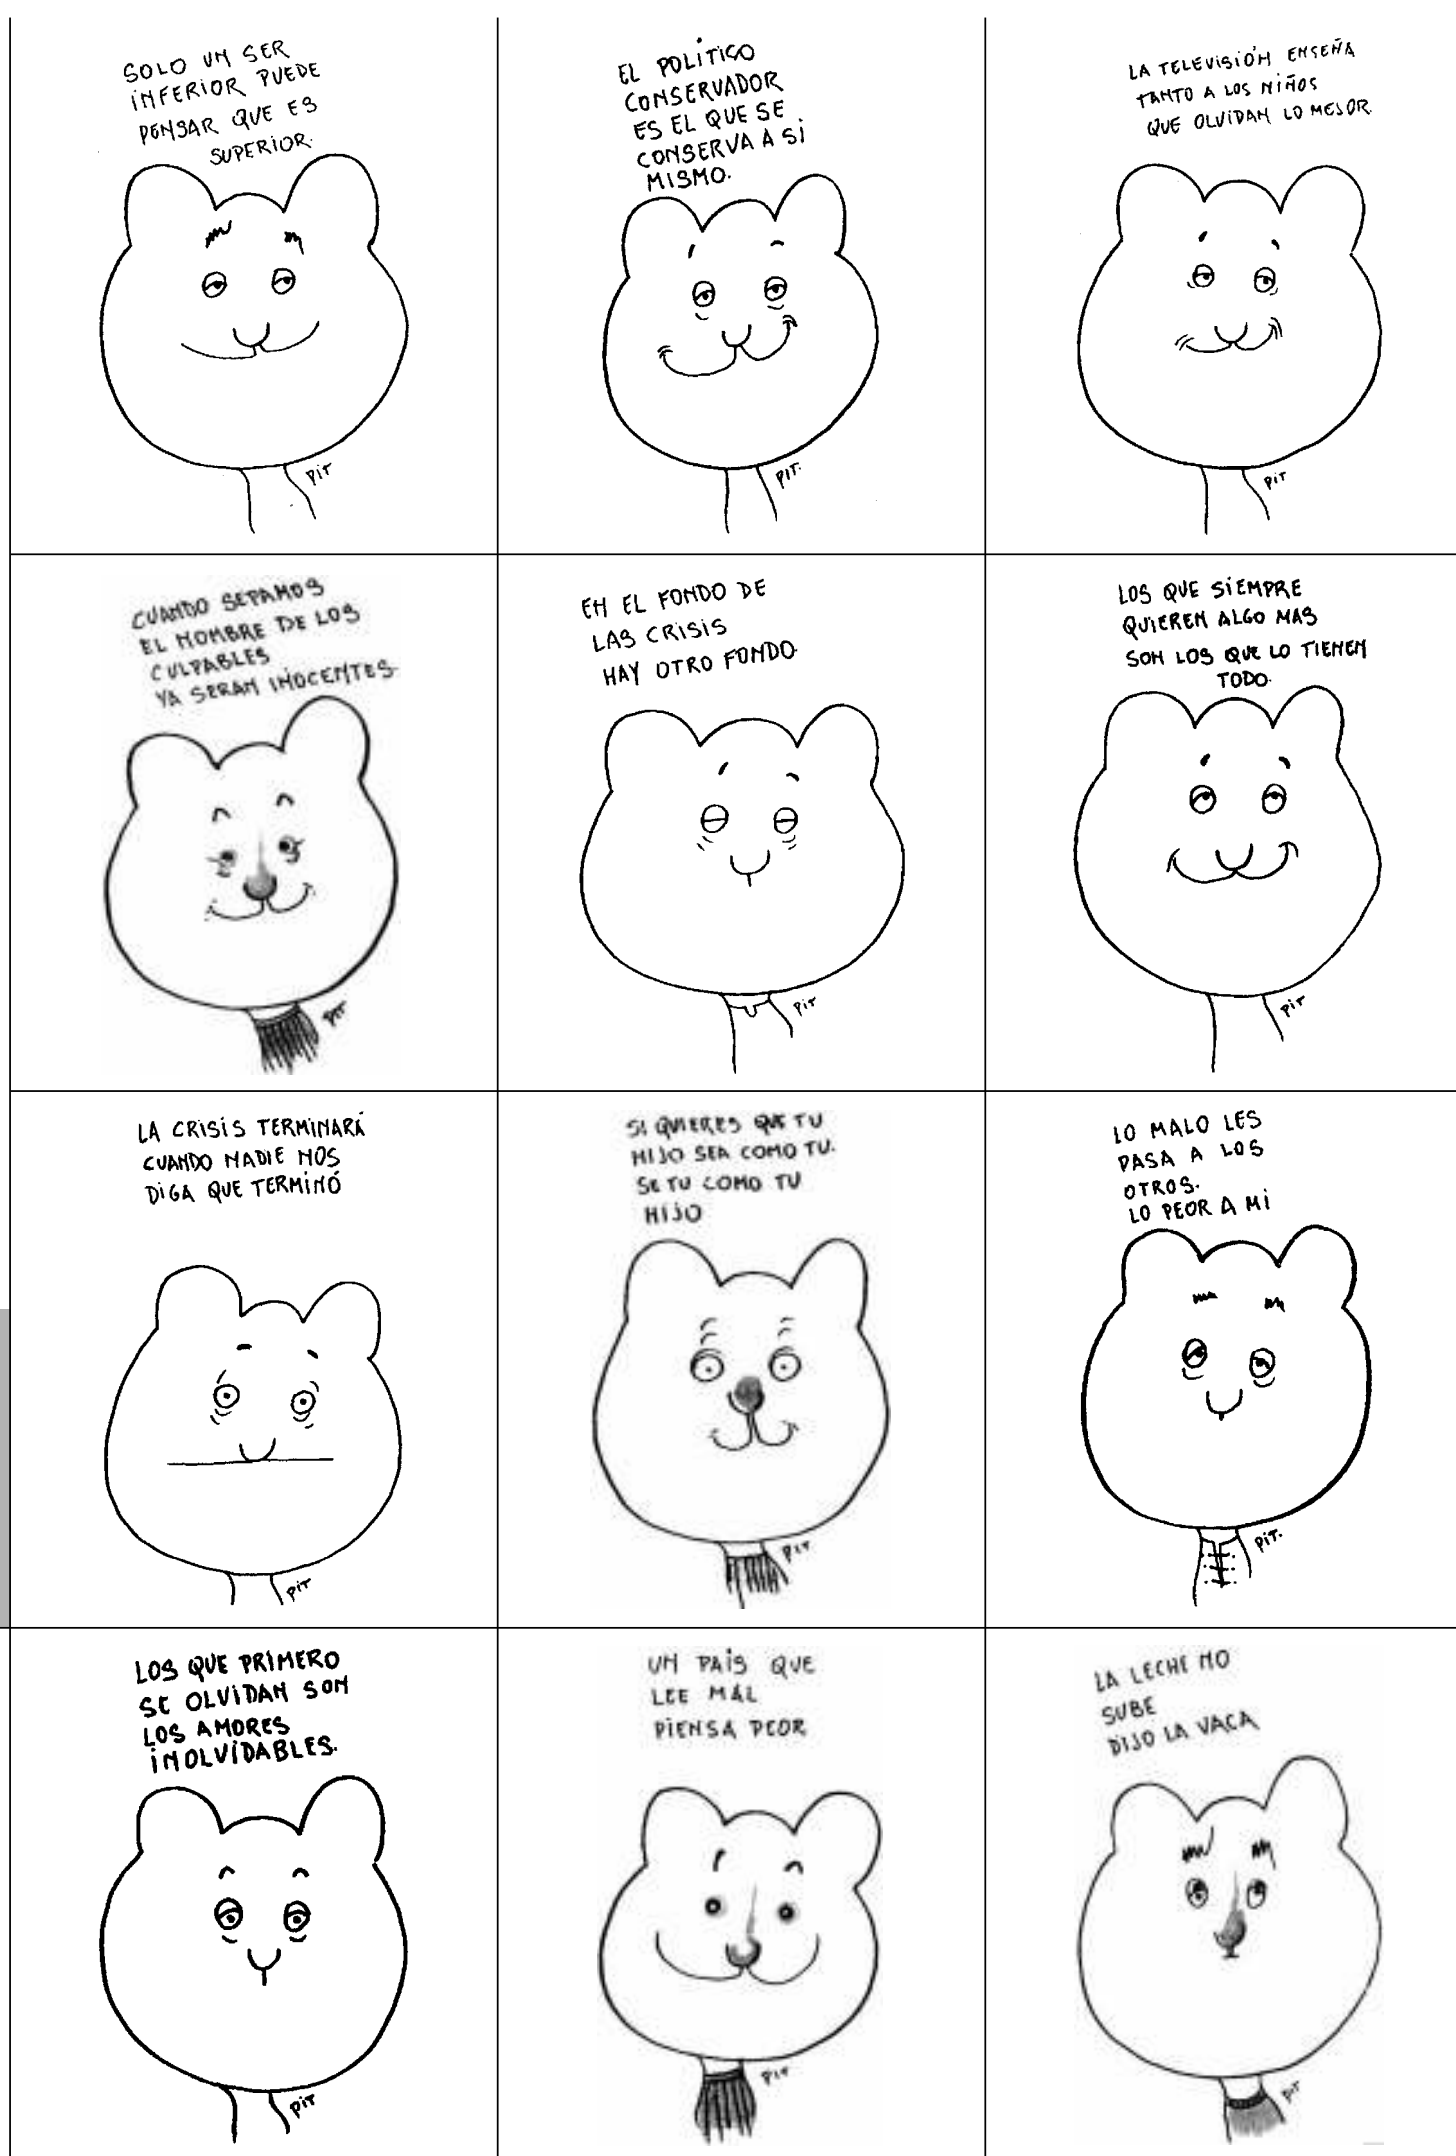 SOLO UN SER
INFERIOR PUEDE
PENSAR QUE ES
SUPERIOR.
PIT
EL POLÍTICO
CONSERVADOR
ES EL QUE SE
CONSERVA A SÍ
MISMO.
PIT.
LA TELEVISIÓN ENSEÑA
TANTO A LOS NIÑOS
QUE OLVIDAN LO MEJOR.
PIT
CUANDO SEPAMOS
EL NOMBRE DE LOS
CULPABLES
YA SERAN INOCENTES.
PIT
EN EL FONDO DE
LAS CRISIS
HAY OTRO FONDO.
PIT
LOS QUE SIEMPRE
QUIEREN ALGO MAS
SON LOS QUE LO TIENEN
TODO.
PIT
LA CRISIS TERMINARÁ
CUANDO NADIE NOS
DIGA QUE TERMINÓ
PIT
SI QUIERES QUE TU
HIJO SEA COMO TU.
SE TU COMO TU
HIJO
PIT
LO MALO LES
PASA A LOS
OTROS.
LO PEOR A MI
PIT.
LOS QUE PRIMERO
SE OLVIDAN SON
LOS AMORES
INOLVIDABLES.
PIT
UN PAÍS QUE
LEE MAL
PIENSA PEOR
PIT
LA LECHE NO
SUBE
DIJO LA VACA
PIT